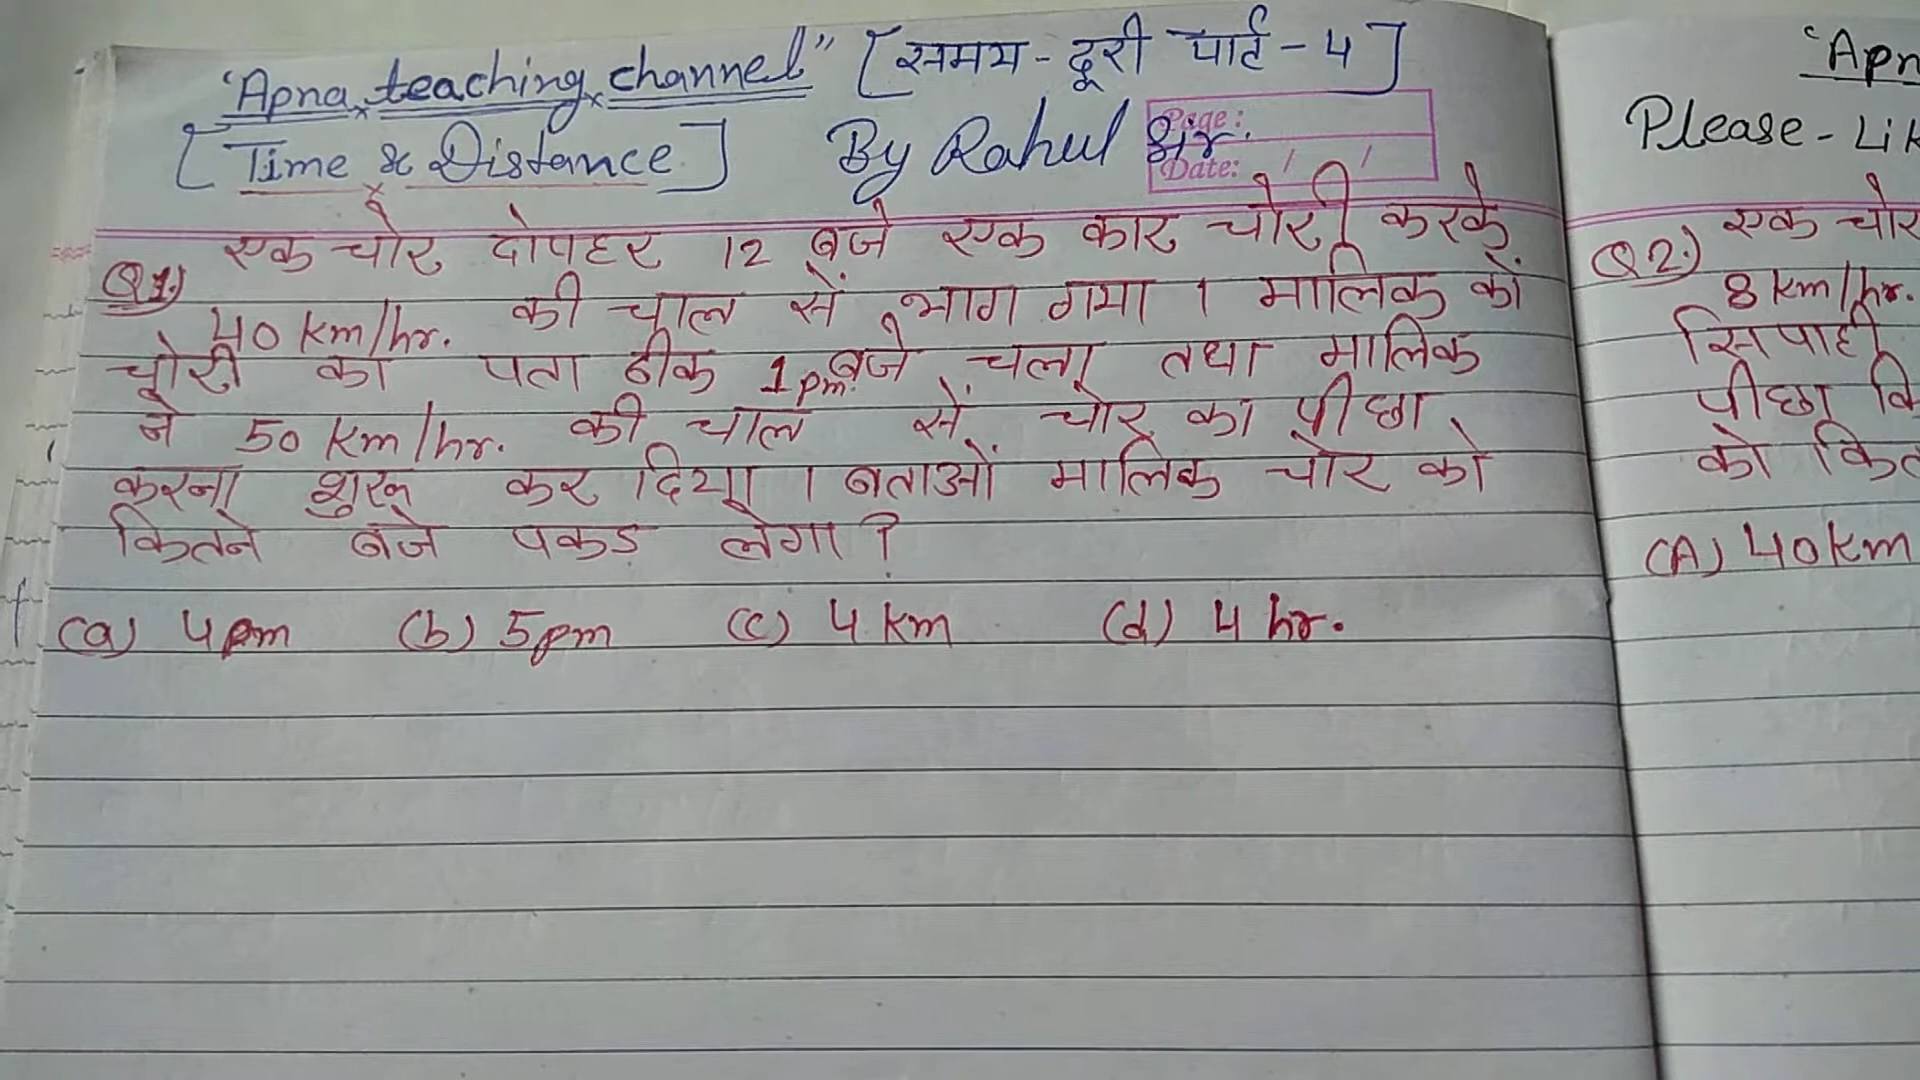 “Apna teaching channel” [समय - दूरी पार्ट - 4]
[Time & Distance] By Rahul Sir.
Page:
Date: / /
Q1.) एक चोर दोपहर 12 बजे एक कार चोरी करके
40 km/hr. की चाल सें भाग गया । मालिक को
चोरी का पता ठीक 1pm बजे चला तथा मालिक
ने 50 km/hr. की चाल सें चोर का पीछा
करना शुरू कर दिया । बताओं मालिक चोर को
कितने बजे पकड़ लेगा ?
(a) 4pm (b) 5pm (c) 4 km (d) 4 hr.
“Apn
Please - Lik
Q2.) एक चोर
8 km/hr.
सिपाही
पीछा कि
को कित
(A) 40km